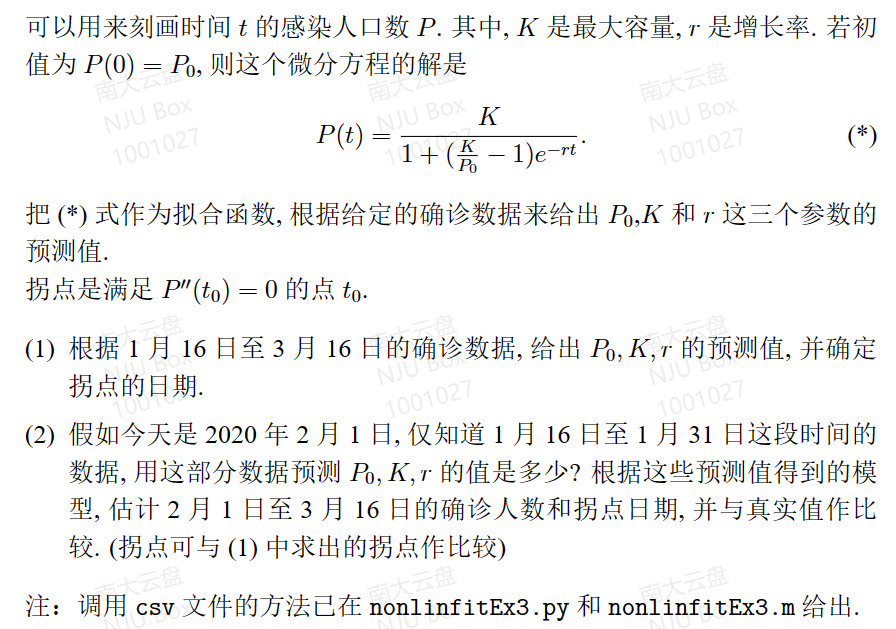 可以用来刻画时间 t 的感染人口数 P. 其中, K 是最大容量, r 是增长率. 若初
值为 P(0) = P₀, 则这个微分方程的解是
P(t) = K / (1 + (K/P₀ − 1)e^{−rt}). (*)
把 (*) 式作为拟合函数, 根据给定的确诊数据来给出 P₀,K 和 r 这三个参数的
预测值.
拐点是满足 P″(t₀) = 0 的点 t₀.
(1) 根据 1 月 16 日至 3 月 16 日的确诊数据, 给出 P₀, K, r 的预测值, 并确定
拐点的日期.
(2) 假如今天是 2020 年 2 月 1 日, 仅知道 1 月 16 日至 1 月 31 日这段时间的
数据, 用这部分数据预测 P₀, K, r 的值是多少? 根据这些预测值得到的模
型, 估计 2 月 1 日至 3 月 16 日的确诊人数和拐点日期, 并与真实值作比
较. (拐点可与 (1) 中求出的拐点作比较)
注：调用 csv 文件的方法已在 nonlinfitEx3.py 和 nonlinfitEx3.m 给出.
南大云盘
NJU Box
1001027
南大云盘
NJU Box
1001027
南大云盘
NJU Box
1001027
南大云盘
NJU Box
1001027
南大云盘
NJU Box
1001027
南大云盘
NJU Box
1001027
南大云盘
NJU Box
南大云盘
NJU Box
南大云盘
NJU Box